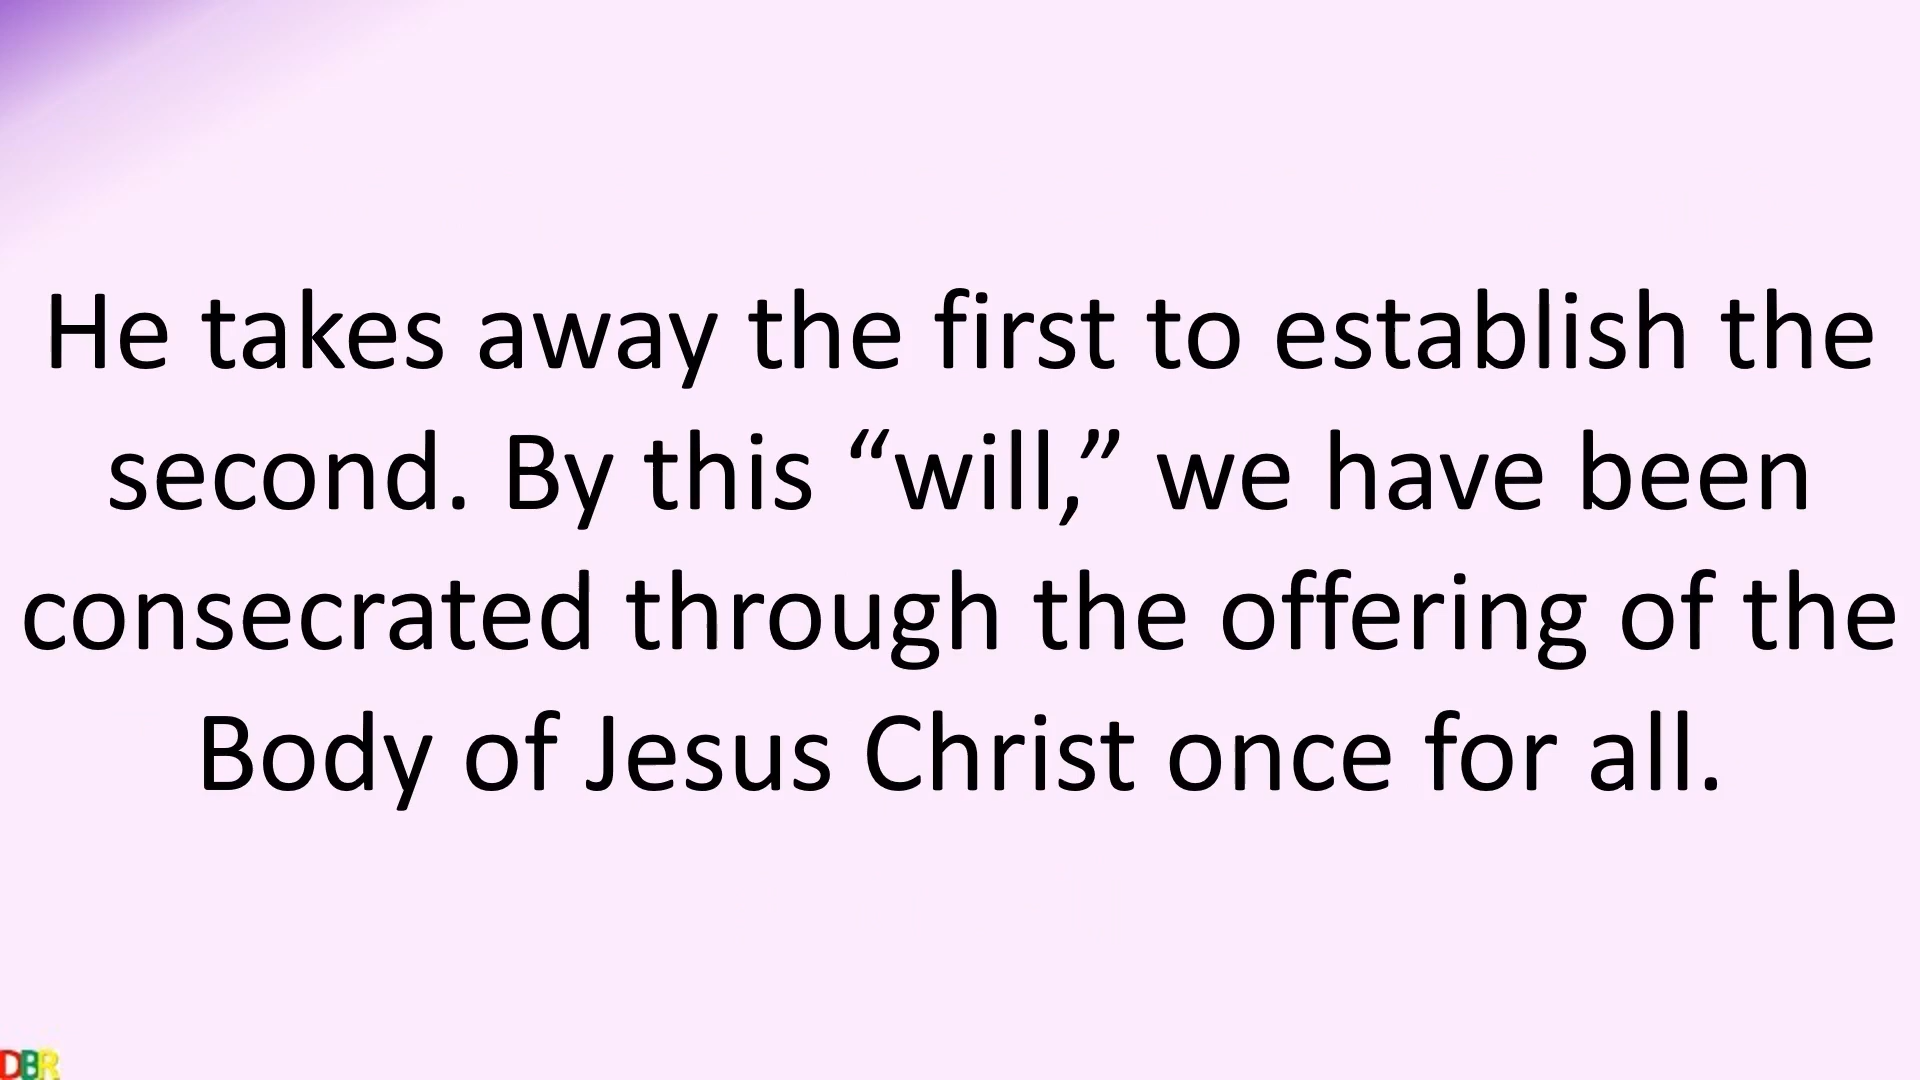 He takes away the first to establish the
second. By this “will,” we have been
consecrated through the offering of the
Body of Jesus Christ once for all.
DBR